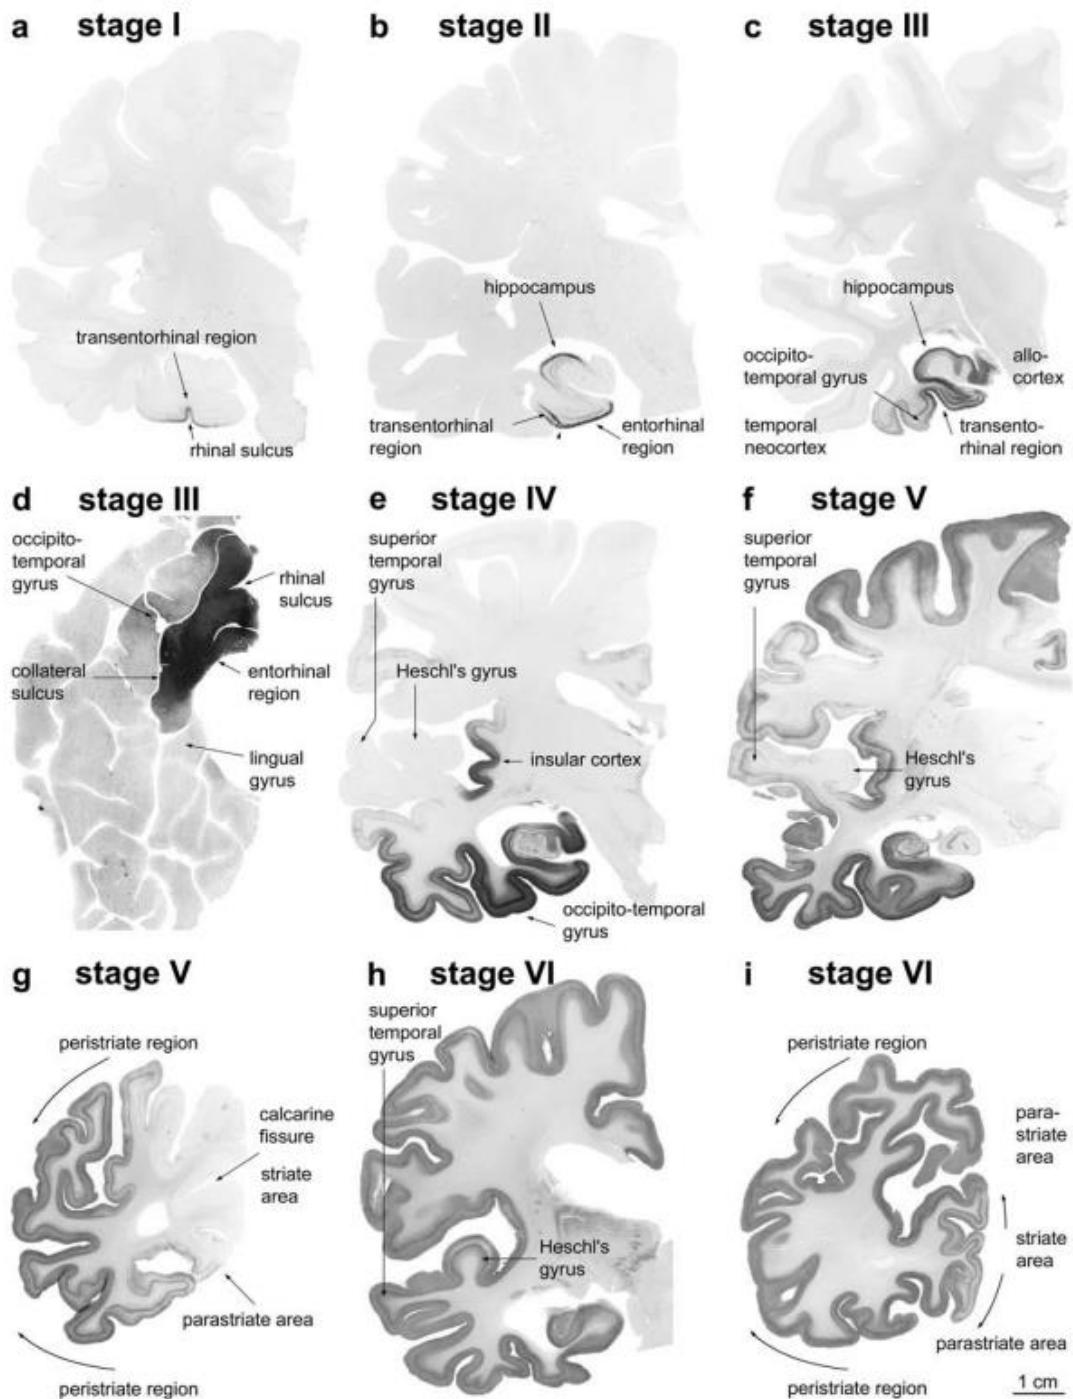 a stage I
transentorhinal region
rhinal sulcus
b stage II
hippocampus
transentorhinal
region
entorhinal
region
c stage III
hippocampus
occipito-
temporal gyrus
allo-
cortex
temporal
neocortex
transento-
rhinal region
d stage III
occipito-
temporal
gyrus
rhinal
sulcus
collateral
sulcus
entorhinal
region
lingual
gyrus
e stage IV
superior
temporal
gyrus
Heschl's gyrus
insular cortex
occipito-temporal
gyrus
f stage V
superior
temporal
gyrus
Heschl's
gyrus
g stage V
peristriate region
calcarine
fissure
striate
area
parastriate area
peristriate region
h stage VI
superior
temporal
gyrus
Heschl's
gyrus
i stage VI
peristriate region
para-
striate
area
striate
area
parastriate area
peristriate region
1 cm